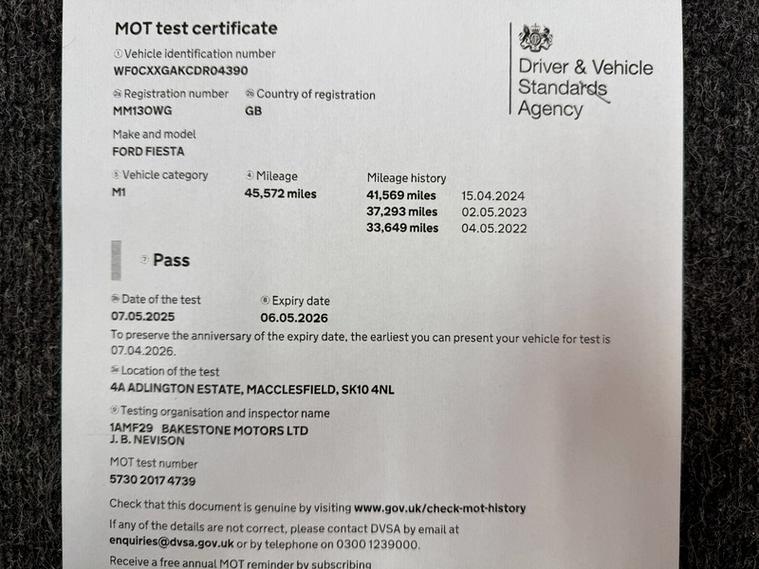 MOT test certificate
① Vehicle identification number
WF0CXXGAKCDR04390
Registration number
Country of registration
MM13OWG
GB
Make and model
FORD FIESTA
⑤ Vehicle category
④ Mileage
Mileage history
M1
45,572 miles
41,569 miles 15.04.2024
37,293 miles 02.05.2023
33,649 miles 04.05.2022
⑦ Pass
Date of the test
⑧ Expiry date
07.05.2025
06.05.2026
To preserve the anniversary of the expiry date, the earliest you can present your vehicle for test is
07.04.2026.
Location of the test
4A ADLINGTON ESTATE, MACCLESFIELD, SK10 4NL
⑨ Testing organisation and inspector name
1AMF29 BAKESTONE MOTORS LTD
J. B. NEVISON
MOT test number
5730 2017 4739
Check that this document is genuine by visiting www.gov.uk/check-mot-history
If any of the details are not correct, please contact DVSA by email at
enquiries@dvsa.gov.uk or by telephone on 0300 1239000.
Receive a free annual MOT reminder by subscribing
Driver & Vehicle
Standards
Agency